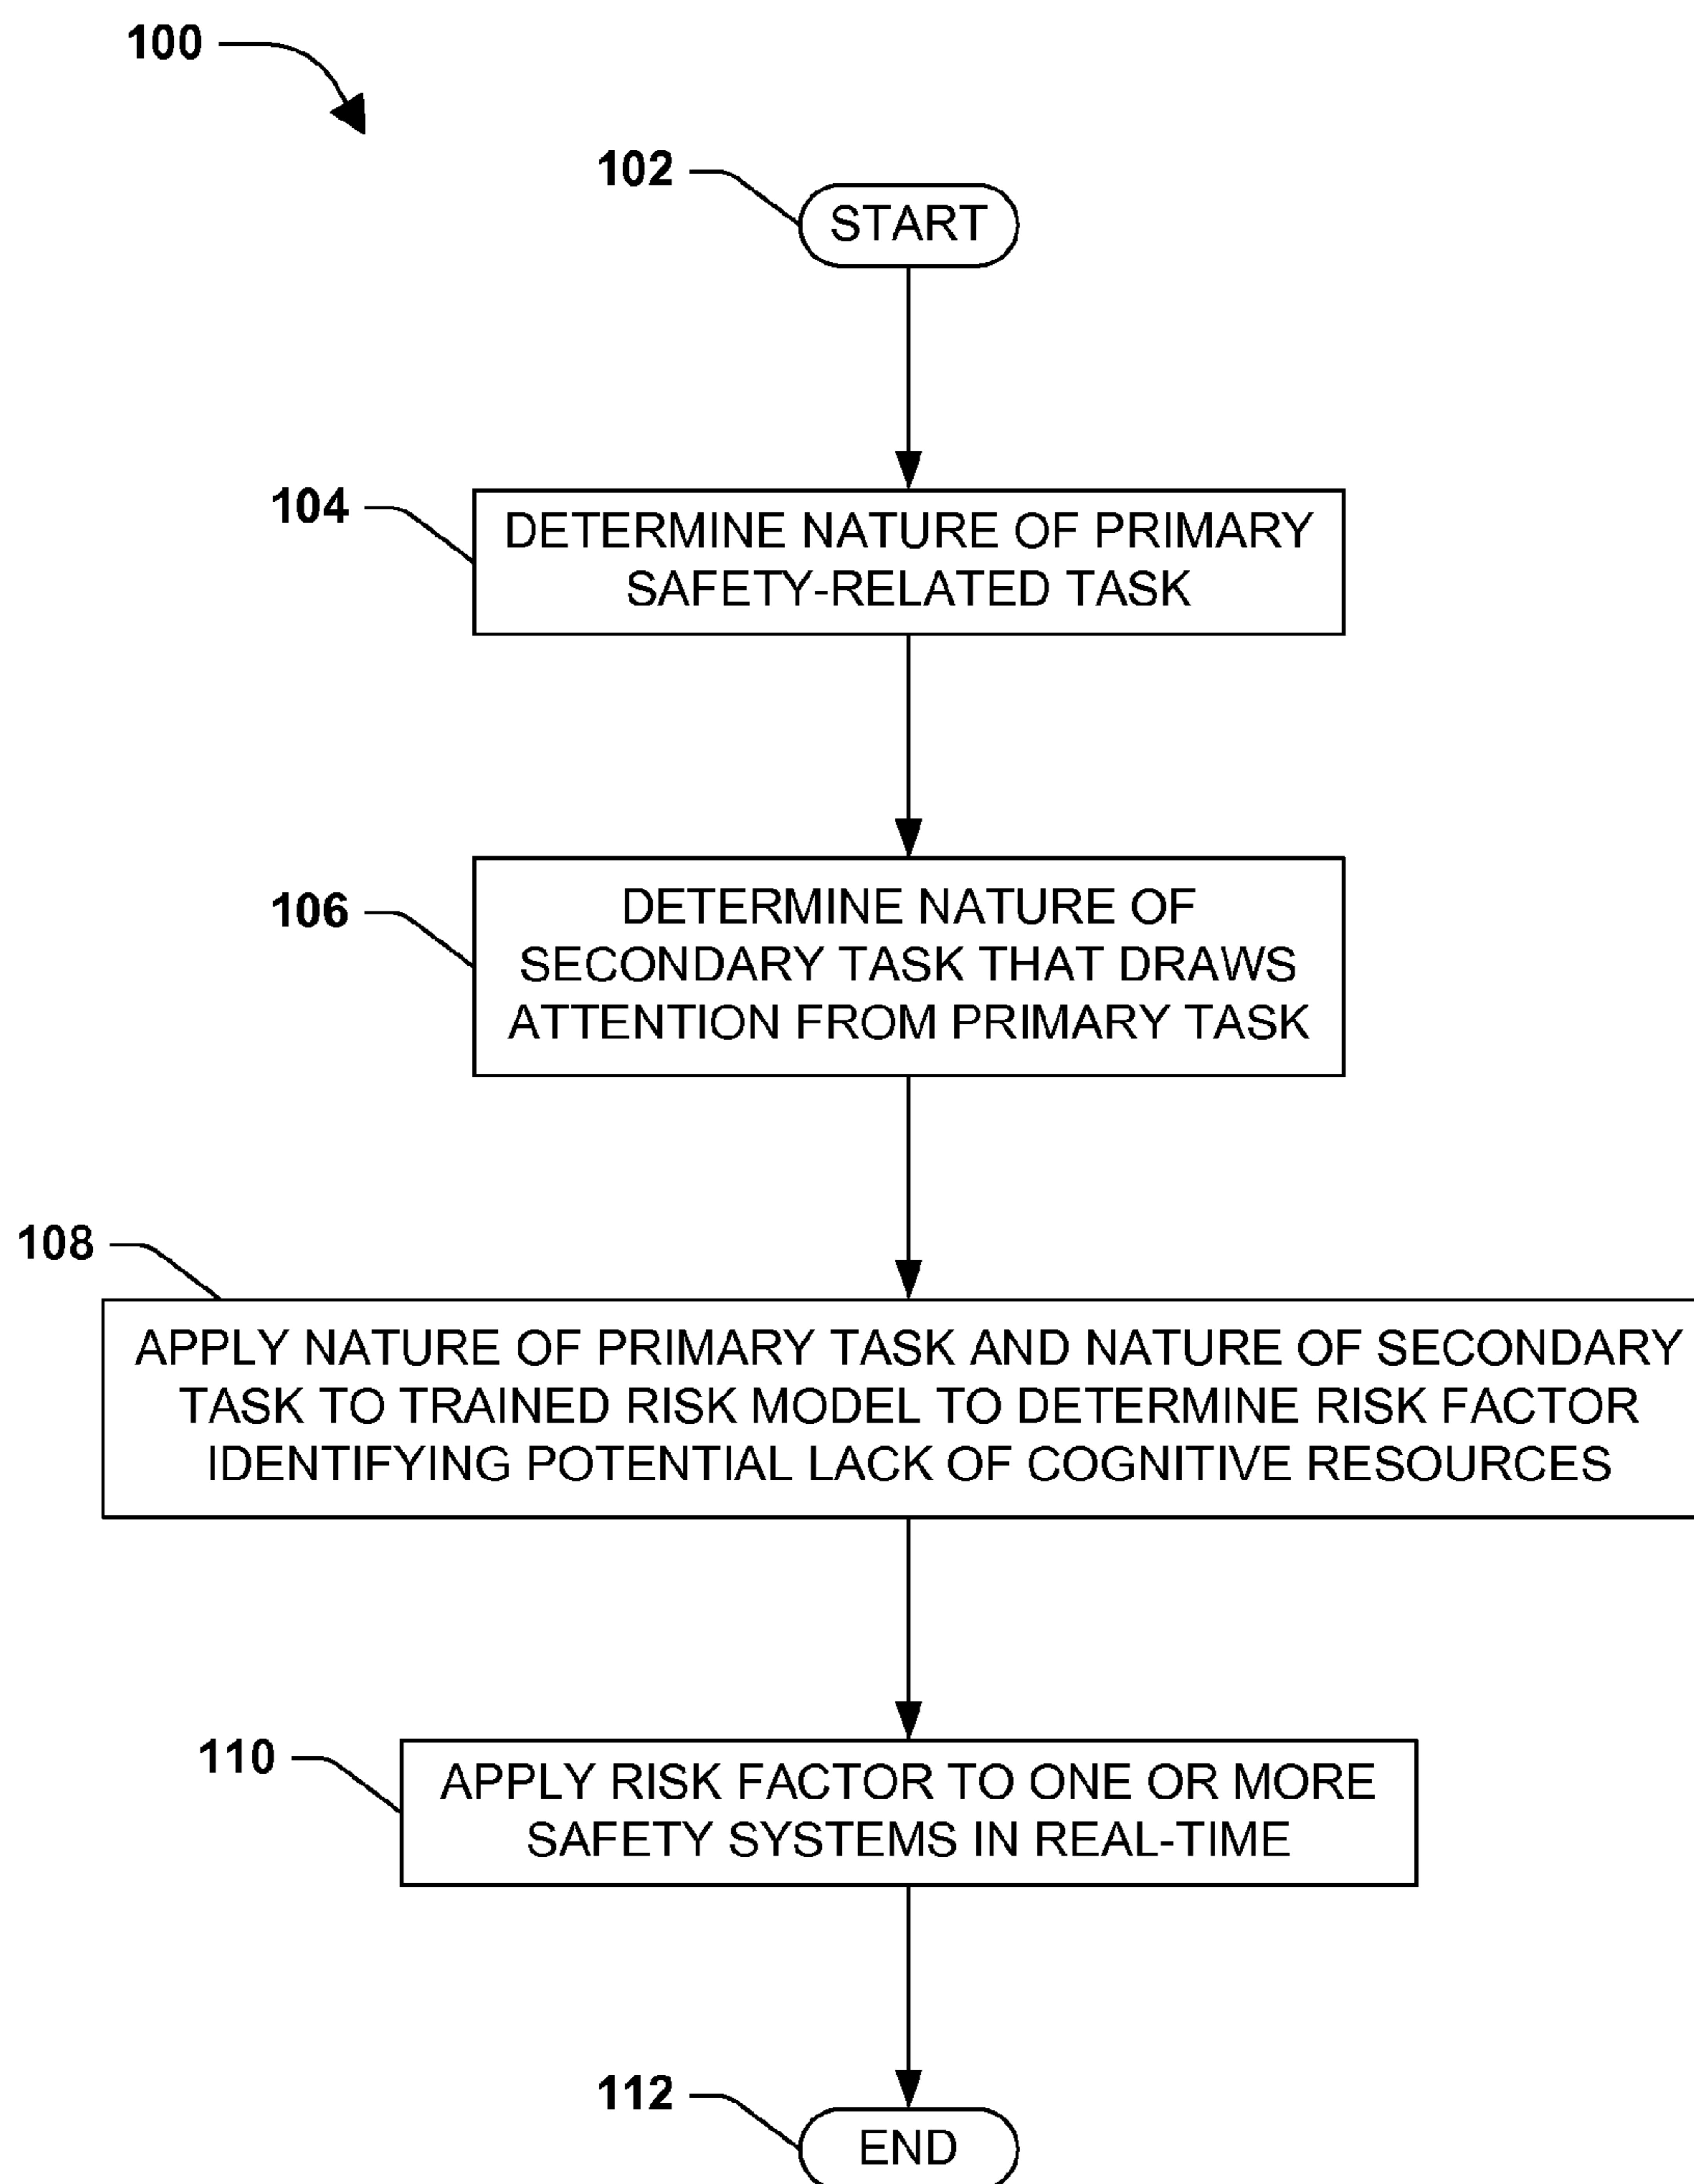 100
102
START
104
DETERMINE NATURE OF PRIMARY
SAFETY-RELATED TASK
106
DETERMINE NATURE OF
SECONDARY TASK THAT DRAWS
ATTENTION FROM PRIMARY TASK
108
APPLY NATURE OF PRIMARY TASK AND NATURE OF SECONDARY
TASK TO TRAINED RISK MODEL TO DETERMINE RISK FACTOR
IDENTIFYING POTENTIAL LACK OF COGNITIVE RESOURCES
110
APPLY RISK FACTOR TO ONE OR MORE
SAFETY SYSTEMS IN REAL-TIME
112
END